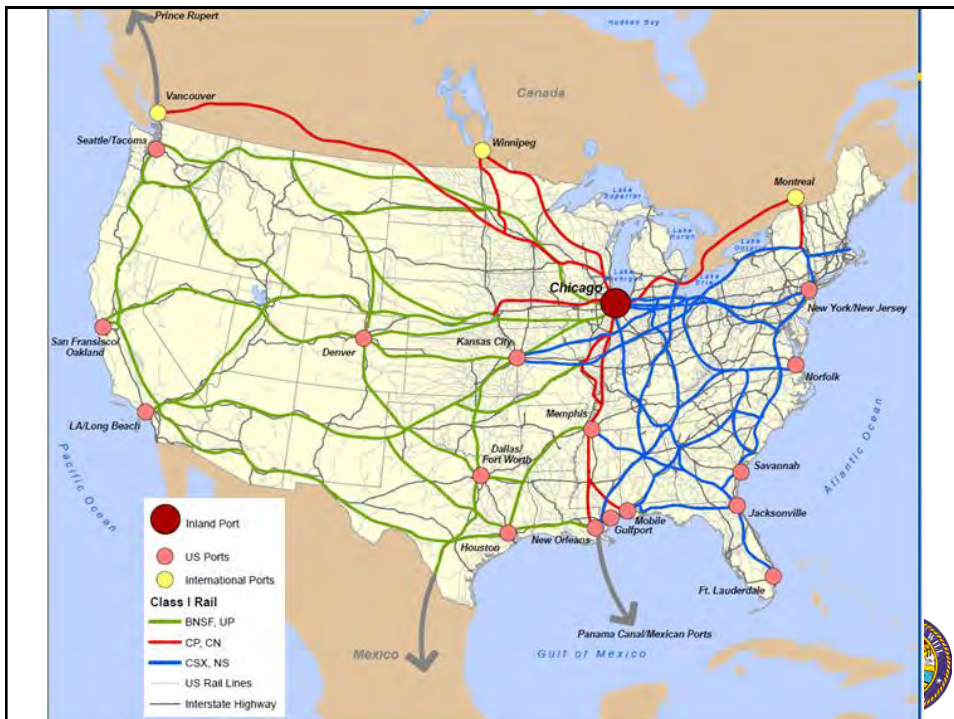 Prince Rupert
Hudson Bay
Vancouver
Canada
Seattle/Tacoma
Winnipeg
Montreal
Lake
Superior
Lake
Huron
Lake
Ontario
Lake
Michigan
Lake
Erie
Chicago
New York/New Jersey
San Fransisco/
Oakland
Denver
Kansas City
Norfolk
LA/Long Beach
Memphis
Dallas/
Fort Worth
Savannah
Pacific Ocean
Atlantic Ocean
Jacksonville
Mobile
Gulfport
New Orleans
Houston
Ft. Lauderdale
Panama Canal/Mexican Ports
Gulf of Mexico
Mexico
Inland Port
US Ports
International Ports
Class I Rail
BNSF, UP
CP, CN
CSX, NS
US Rail Lines
Interstate Highway
WILL